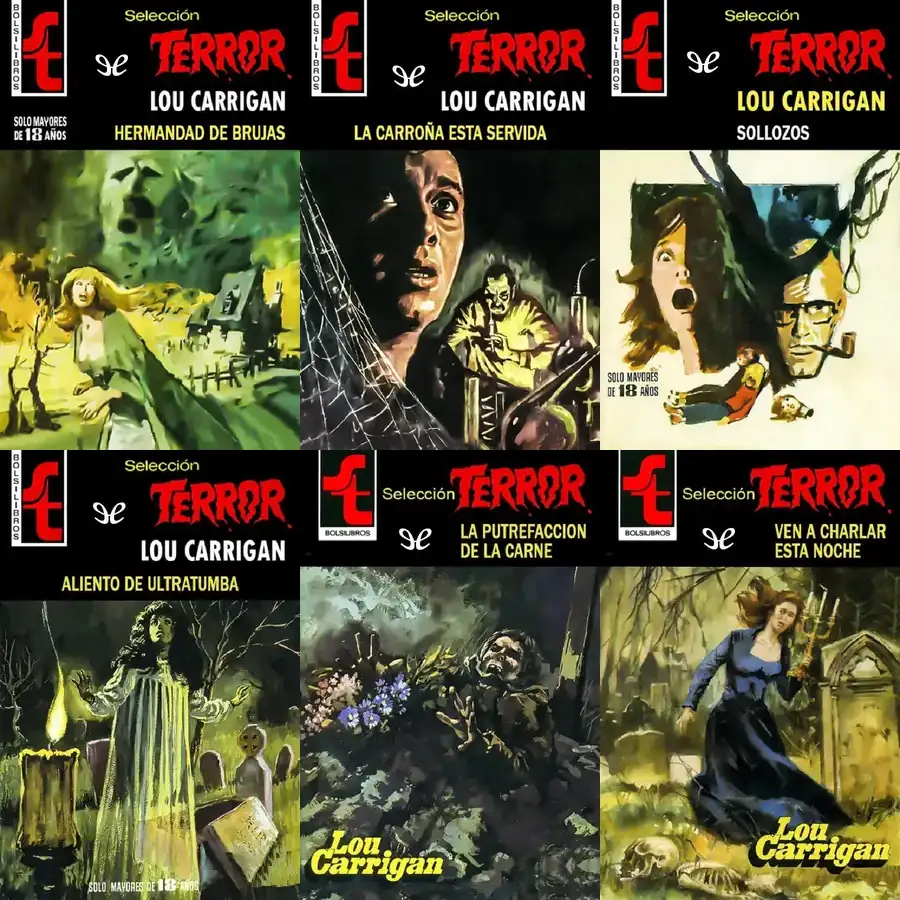 BOLSILIBROS
Selección
TERROR
LOU CARRIGAN
SOLO MAYORES
DE 18 AÑOS
HERMANDAD DE BRUJAS
BOLSILIBROS
Selección
TERROR
LOU CARRIGAN
LA CARROÑA ESTA SERVIDA
BOLSILIBROS
Selección
TERROR
LOU CARRIGAN
SOLLOZOS
SOLO MAYORES
DE 18 AÑOS
BOLSILIBROS
Selección
TERROR
LOU CARRIGAN
ALIENTO DE ULTRATUMBA
SOLO MAYORES DE 18 AÑOS
BOLSILIBROS
Selección TERROR
LA PUTREFACCION
DE LA CARNE
Lou
Carrigan
BOLSILIBROS
Selección TERROR
VEN A CHARLAR
ESTA NOCHE
Lou
Carrigan